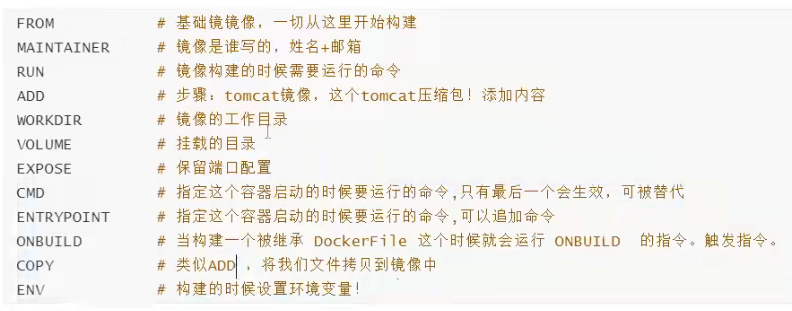 FROM # 基础镜镜像，一切从这里开始构建
MAINTAINER # 镜像是谁写的，姓名+邮箱
RUN # 镜像构建的时候需要运行的命令
ADD # 步骤：tomcat镜像，这个tomcat压缩包！添加内容
WORKDIR # 镜像的工作目录
VOLUME # 挂载的目录
EXPOSE # 保留端口配置
CMD # 指定这个容器启动的时候要运行的命令,只有最后一个会生效，可被替代
ENTRYPOINT # 指定这个容器启动的时候要运行的命令,可以追加命令
ONBUILD # 当构建一个被继承 DockerFile 这个时候就会运行 ONBUILD 的指令。触发指令。
COPY # 类似ADD ，将我们文件拷贝到镜像中
ENV # 构建的时候设置环境变量！